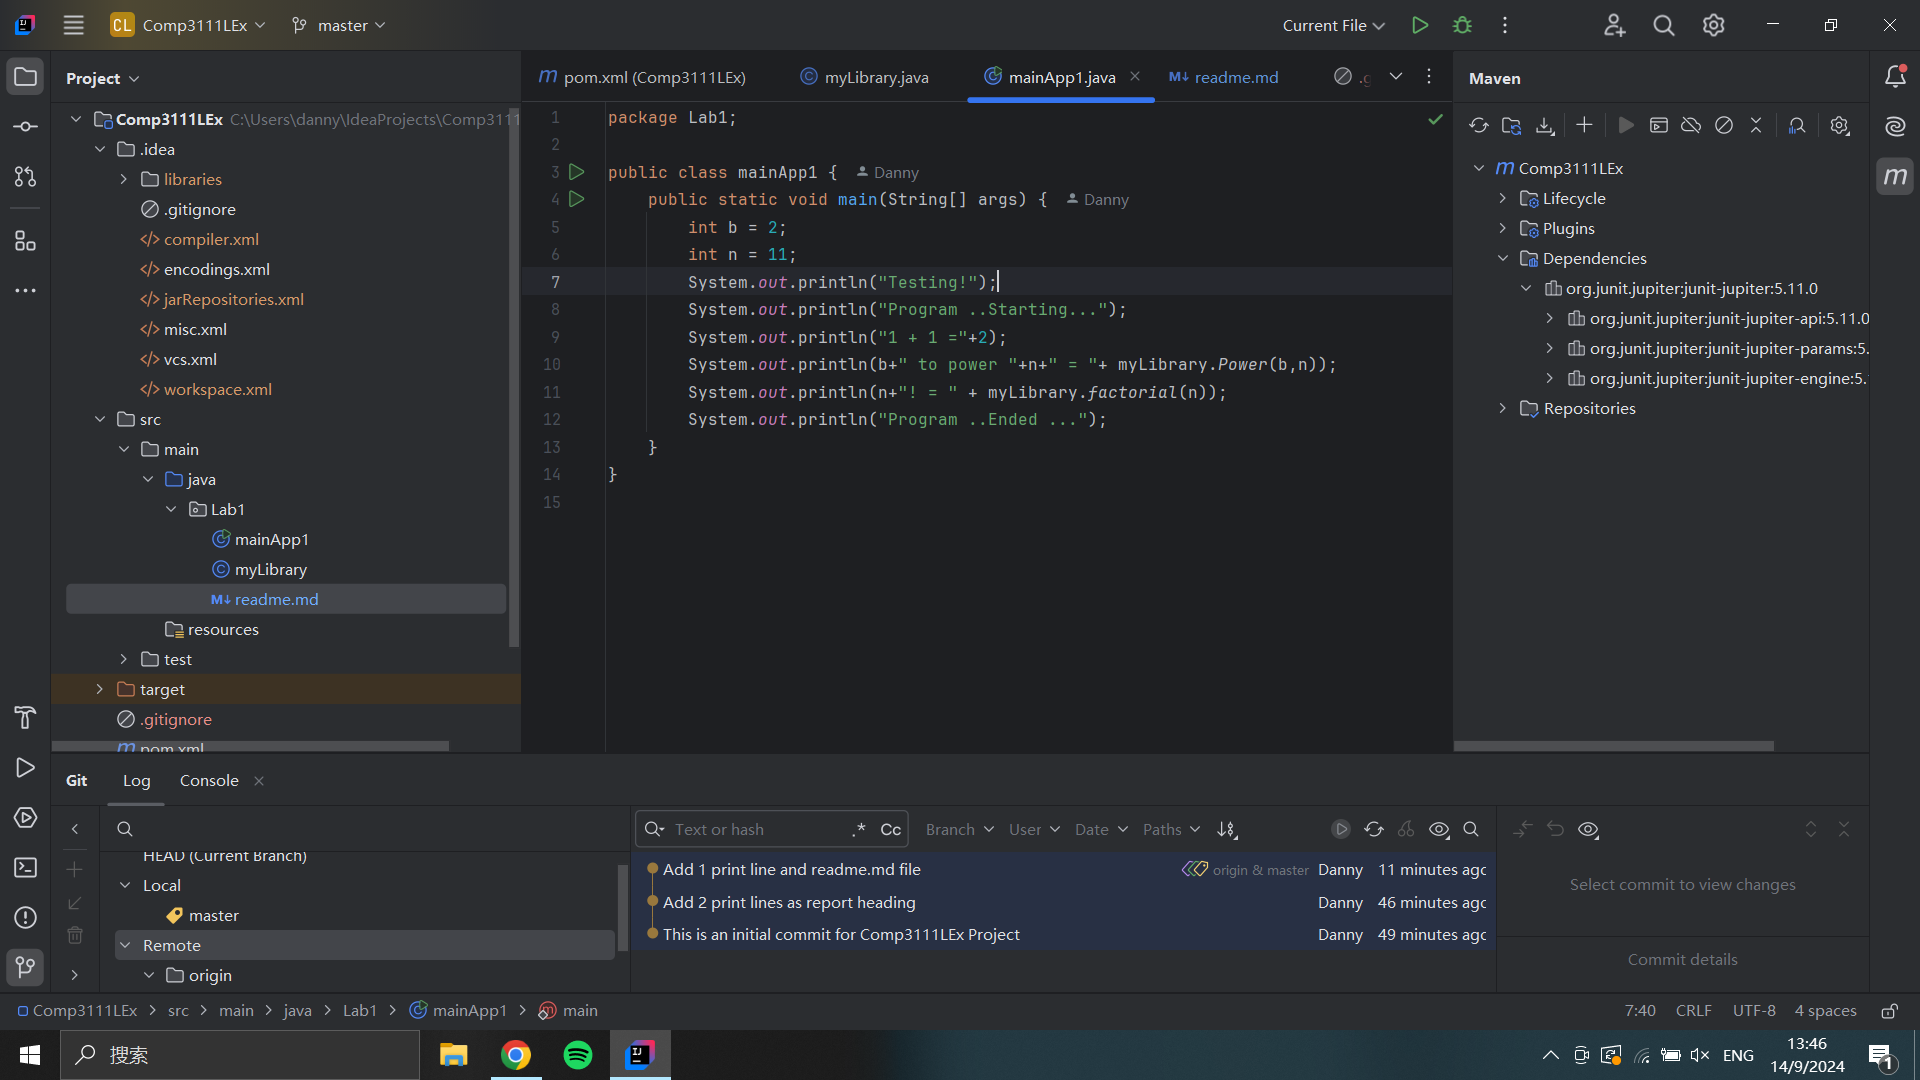 CL Comp3111LEx master Current File
Project
Comp3111LEx C:\Users\danny\IdeaProjects\Comp3111
.idea
libraries
.gitignore
compiler.xml
encodings.xml
jarRepositories.xml
misc.xml
vcs.xml
workspace.xml
src
main
java
Lab1
mainApp1
myLibrary
readme.md
resources
test
target
.gitignore
pom.xml
pom.xml (Comp3111LEx) myLibrary.java mainApp1.java readme.md .g
1 package Lab1;
2
3 public class mainApp1 { Danny
4 public static void main(String[] args) { Danny
5 int b = 2;
6 int n = 11;
7 System.out.println("Testing!");
8 System.out.println("Program ..Starting...");
9 System.out.println("1 + 1 ="+2);
10 System.out.println(b+" to power "+n+" = "+ myLibrary.Power(b,n));
11 System.out.println(n+"! = " + myLibrary.factorial(n));
12 System.out.println("Program ..Ended ...");
13 }
14 }
15
Maven
Comp3111LEx
Lifecycle
Plugins
Dependencies
org.junit.jupiter:junit-jupiter:5.11.0
org.junit.jupiter:junit-jupiter-api:5.11.0
org.junit.jupiter:junit-jupiter-params:5.
org.junit.jupiter:junit-jupiter-engine:5.
Repositories
Git Log Console
HEAD (Current Branch)
Local
master
Remote
origin
Text or hash .* Cc Branch User Date Paths
Add 1 print line and readme.md file origin & master Danny 11 minutes ago
Add 2 print lines as report heading Danny 46 minutes ago
This is an initial commit for Comp3111LEx Project Danny 49 minutes ago
Select commit to view changes
Commit details
Comp3111LEx > src > main > java > Lab1 > mainApp1 > main 7:40 CRLF UTF-8 4 spaces
搜索 ENG 13:46
14/9/2024 1